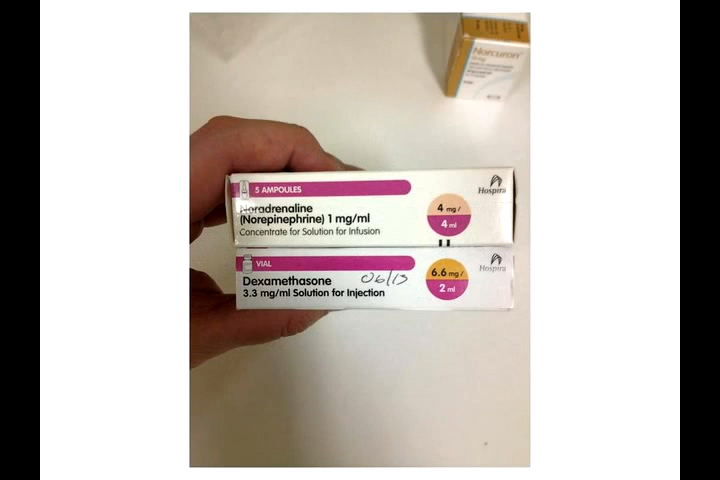 Norcuron
5 AMPOULES
Noradrenaline
(Norepinephrine) 1 mg/ml
Concentrate for Solution for Infusion
4 mg/
4 ml
Hospira
VIAL
Dexamethasone
3.3 mg/ml Solution for Injection
06/13
6.6 mg/
2 ml
Hospira